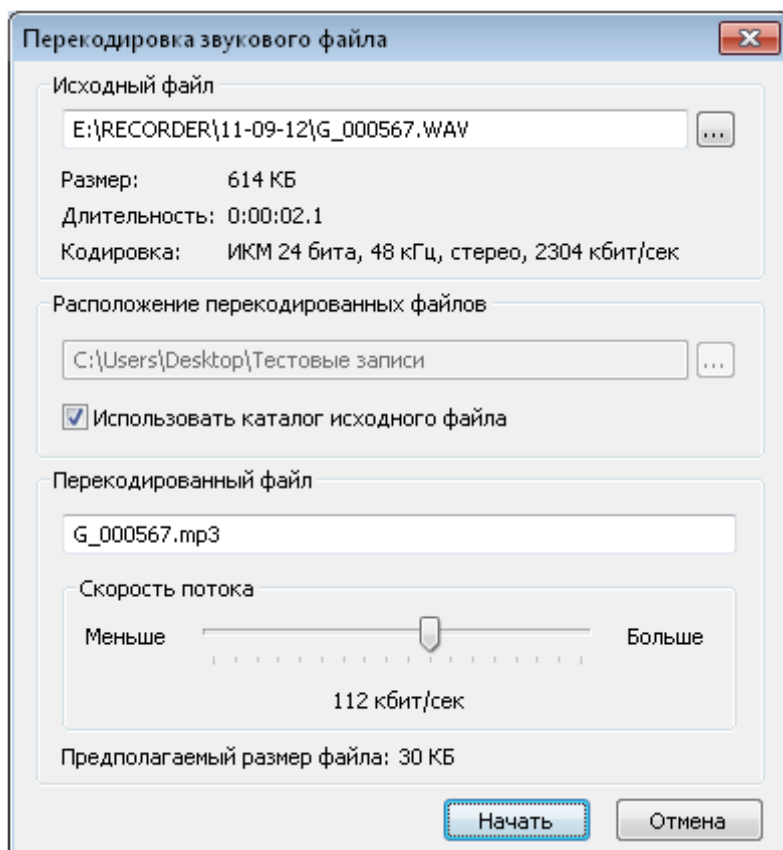 Перекодировка звукового файла
Исходный файл
E:\RECORDER\11-09-12\G_000567.WAV
...
Размер: 614 КБ
Длительность: 0:00:02.1
Кодировка: ИКМ 24 бита, 48 кГц, стерео, 2304 кбит/сек
Расположение перекодированных файлов
C:\Users\Desktop\Тестовые записи
...
Использовать каталог исходного файла
Перекодированный файл
G_000567.mp3
Скорость потока
Меньше Больше
112 кбит/сек
Предполагаемый размер файла: 30 КБ
Начать Отмена